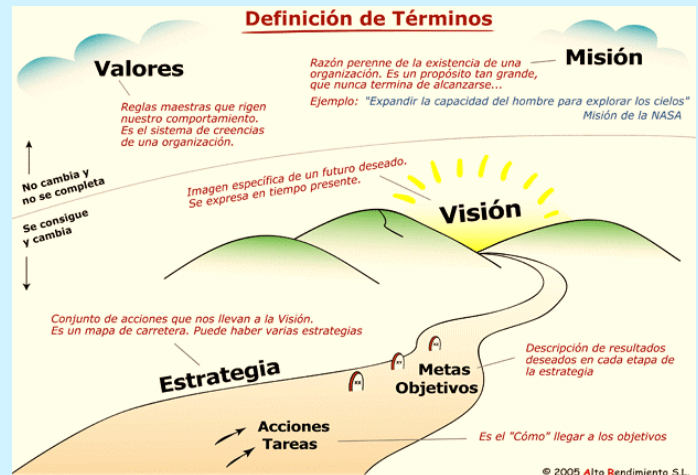 Definición de Términos
Valores
Reglas maestras que rigen
nuestro comportamiento.
Es el sistema de creencias
de una organización.
Misión
Razón perenne de la existencia de una
organización. Es un propósito tan grande,
que nunca termina de alcanzarse...
Ejemplo: "Expandir la capacidad del hombre para explorar los cielos"
Misión de la NASA
No cambia y
no se completa
Se consigue
y cambia
Imagen específica de un futuro deseado.
Se expresa en tiempo presente.
Visión
Conjunto de acciones que nos llevan a la Visión.
Es un mapa de carretera. Puede haber varias estrategias
Estrategia
Metas
Objetivos
Descripción de resultados
deseados en cada etapa de
la estrategia
Acciones
Tareas
Es el "Cómo" llegar a los objetivos
© 2005 Alto Rendimiento S.L.